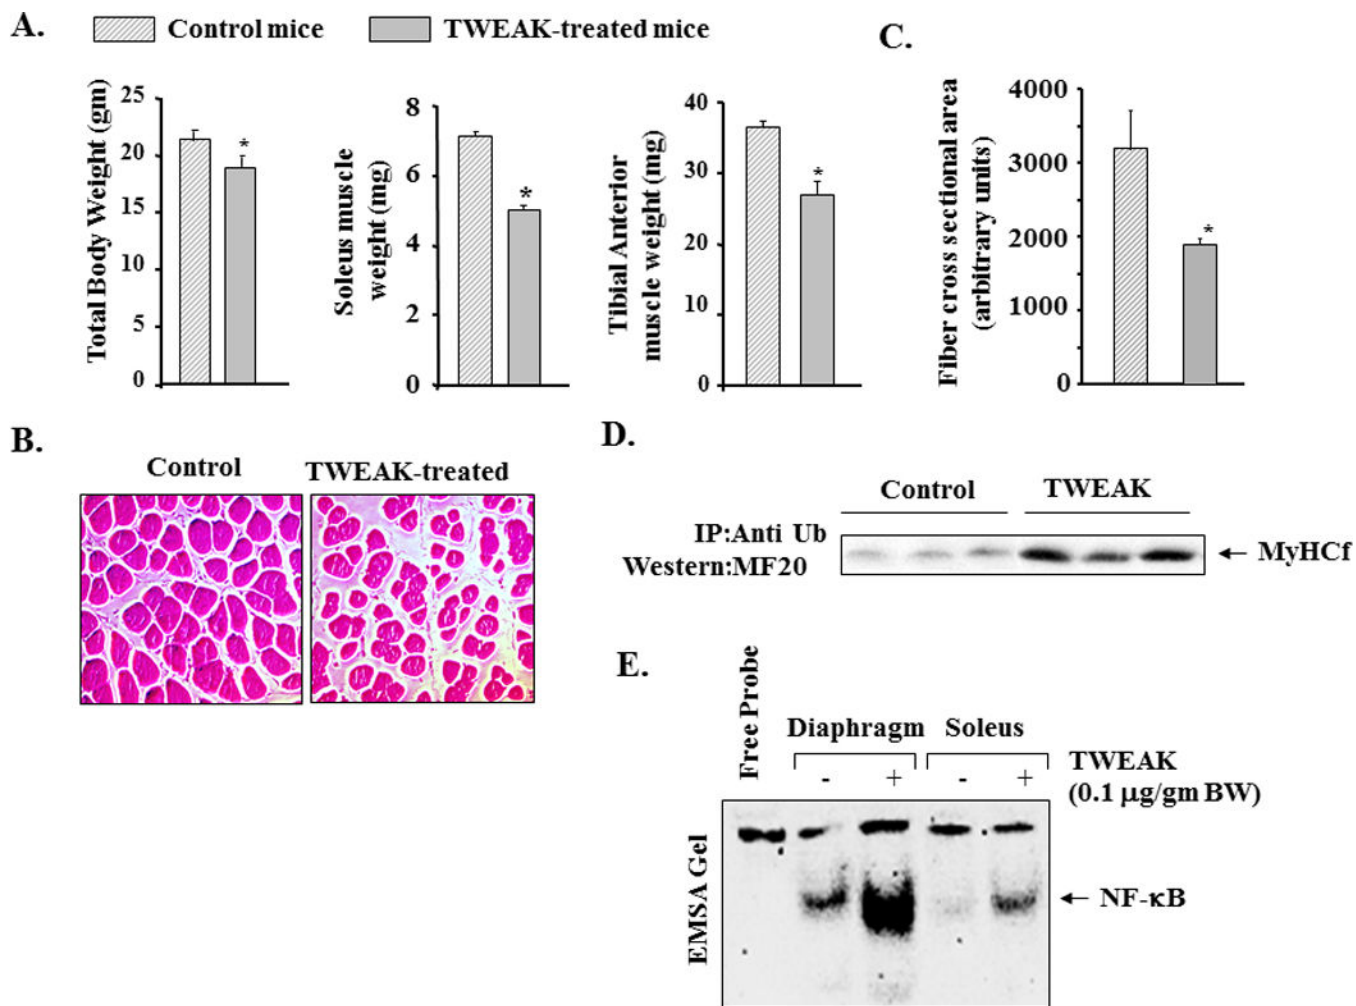 A.
Control mice
TWEAK-treated mice
Total Body Weight (gm)
25
20
15
10
5
0
*
Soleus muscle
weight (mg)
8
6
4
2
0
*
Tibial Anterior
muscle weight (mg)
40
30
20
10
0
*
C.
Fiber cross sectional area
(arbitrary units)
4000
3000
2000
1000
0
*
B.
Control
TWEAK-treated
D.
Control
TWEAK
IP:Anti Ub
Western:MF20
← MyHCf
E.
Free Probe
Diaphragm
Soleus
- + - +
TWEAK
(0.1 μg/gm BW)
EMSA Gel
← NF-κB